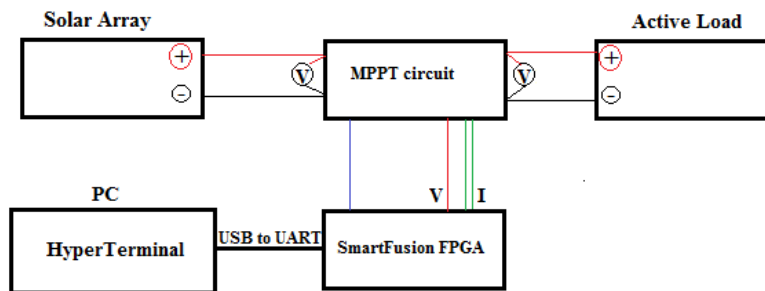 Solar Array
Active Load
+
V
MPPT circuit
V
+
-
-
PC
V
I
HyperTerminal
USB to UART
SmartFusion FPGA